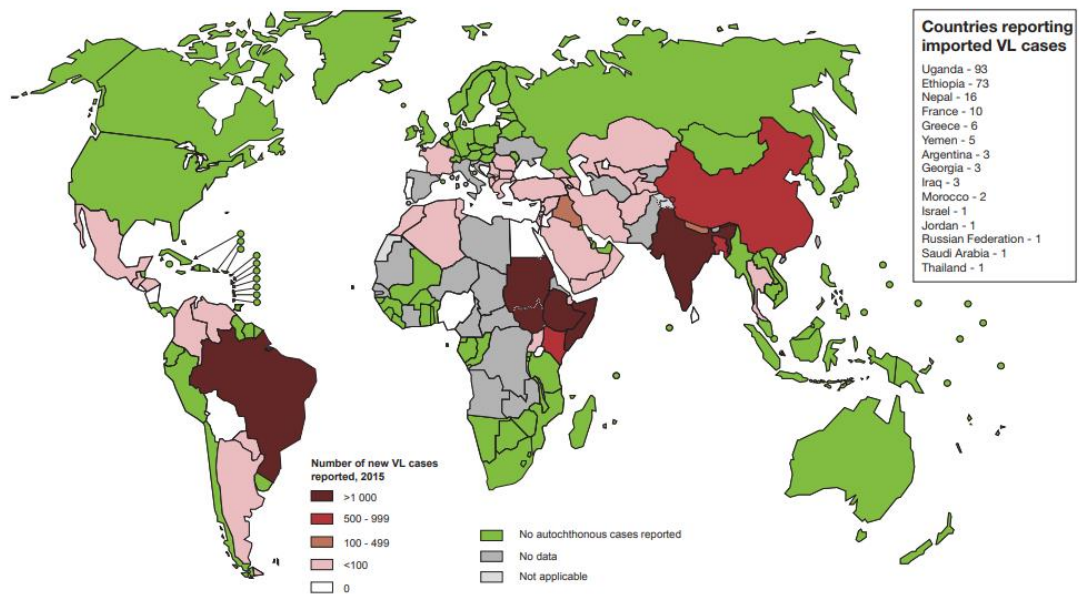 Countries reporting
imported VL cases
Uganda - 93
Ethiopia - 73
Nepal - 16
France - 10
Greece - 6
Yemen - 5
Argentina - 3
Georgia - 3
Iraq - 3
Morocco - 2
Israel - 1
Jordan - 1
Russian Federation - 1
Saudi Arabia - 1
Thailand - 1
Number of new VL cases
reported, 2015
>1 000
500 - 999
100 - 499
<100
0
No autochthonous cases reported
No data
Not applicable